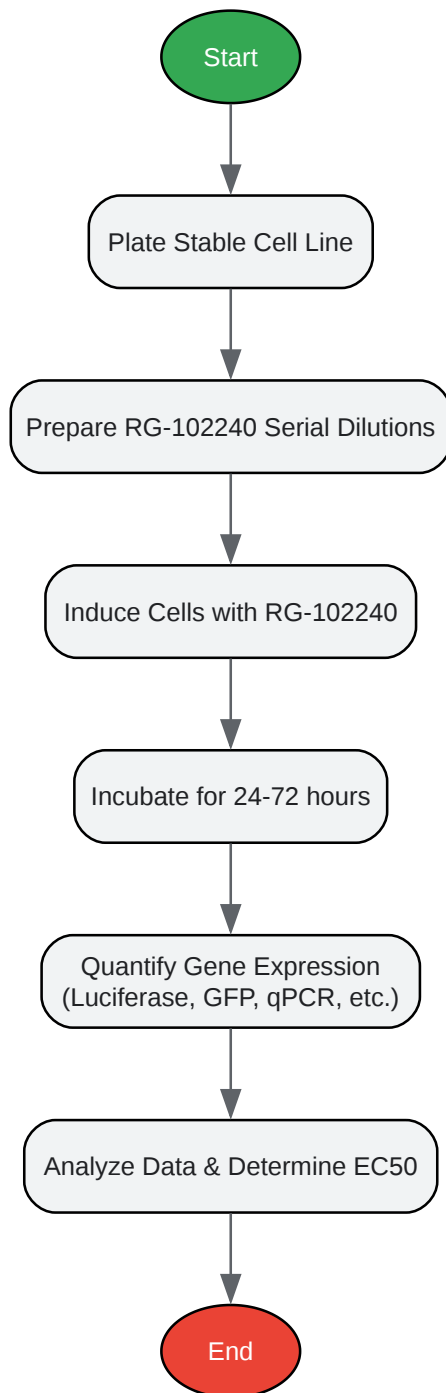 Start
Plate Stable Cell Line
Prepare RG-102240 Serial Dilutions
Induce Cells with RG-102240
Incubate for 24-72 hours
Quantify Gene Expression
(Luciferase, GFP, qPCR, etc.)
Analyze Data & Determine EC50
End